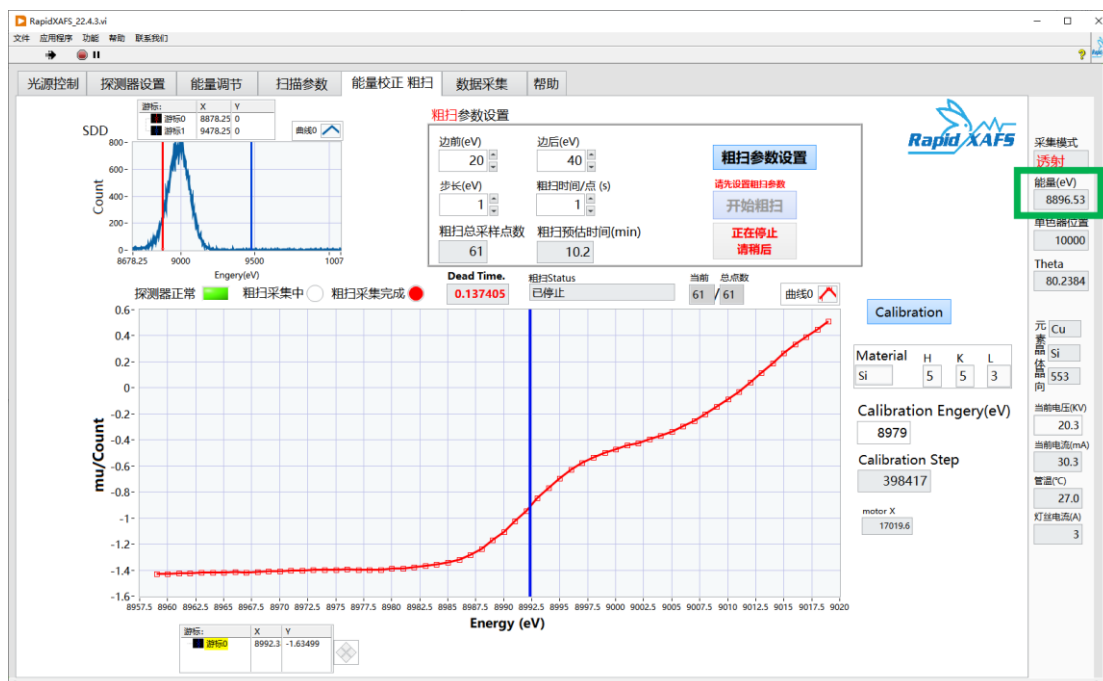 RapidXAFS_22.4.3.vi
文件 应用程序 功能 帮助 联系我们
光源控制 探测器设置 能量调节 扫描参数 能量校正 粗扫 数据采集 帮助
游标: X Y
游标0 8878.25 0
游标1 9478.25 0
SDD
曲线0
Count
800-
600-
400-
200-
0-
8678.25 9000 9500 1007
Engery(eV)
粗扫参数设置
边前(eV) 边后(eV)
20 40
步长(eV) 粗扫时间/点 (s)
1 1
粗扫总采样点数 粗扫预估时间(min)
61 10.2
粗扫参数设置
请先设置粗扫参数
开始粗扫
正在停止
请稍后
Rapid XAFS
采集模式
透射
能量(eV)
8896.53
单色器位置
10000
Theta
80.2384
元素 Cu
晶体 Si
晶向 553
当前电压(KV)
20.3
当前电流(mA)
30.3
管温(℃)
27.0
灯丝电流(A)
3
探测器正常 粗扫采集中 粗扫采集完成
Dead Time.
0.137405
粗扫Status
已停止
当前 总点数
61 / 61
曲线0
Calibration
Material H K L
Si 5 5 3
Calibration Engery(eV)
8979
Calibration Step
398417
motor X
17019.6
mu/Count
0.6-
0.4-
0.2-
0-
-0.2-
-0.4-
-0.6-
-0.8-
-1-
-1.2-
-1.4-
-1.6-
8957.5 8960 8962.5 8965 8967.5 8970 8972.5 8975 8977.5 8980 8982.5 8985 8987.5 8990 8992.5 8995 8997.5 9000 9002.5 9005 9007.5 9010 9012.5 9015 9017.5 9020
Energy (eV)
游标: X Y
游标0 8992.3 -1.63499